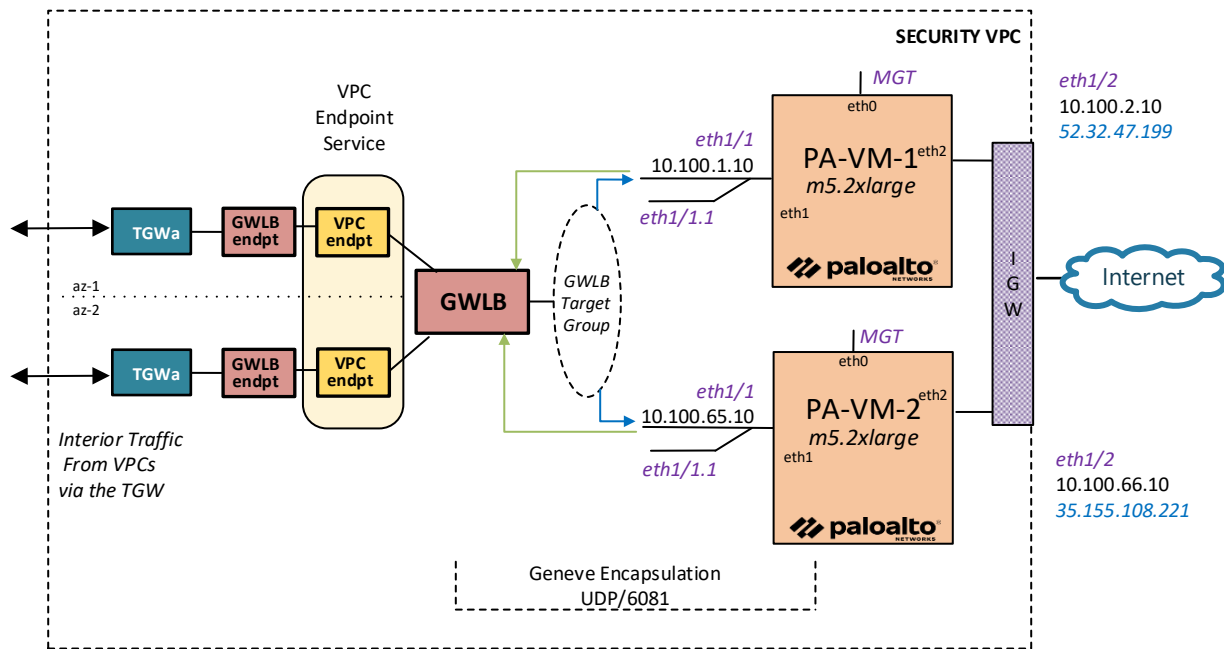 SECURITY VPC
VPC
Endpoint
Service
TGWa
GWLB
endpt
VPC
endpt
az-1
az-2
TGWa
GWLB
endpt
VPC
endpt
Interior Traffic
From VPCs
via the TGW
GWLB
GWLB
Target
Group
eth1/1
10.100.1.10
eth1/1.1
MGT
eth0
PA-VM-1
eth2
m5.2xlarge
eth1
paloalto®
NETWORKS
eth1/1
10.100.65.10
eth1/1.1
MGT
eth0
PA-VM-2
eth2
m5.2xlarge
eth1
paloalto®
NETWORKS
Geneve Encapsulation
UDP/6081
eth1/2
10.100.2.10
52.32.47.199
I
G
W
Internet
eth1/2
10.100.66.10
35.155.108.221